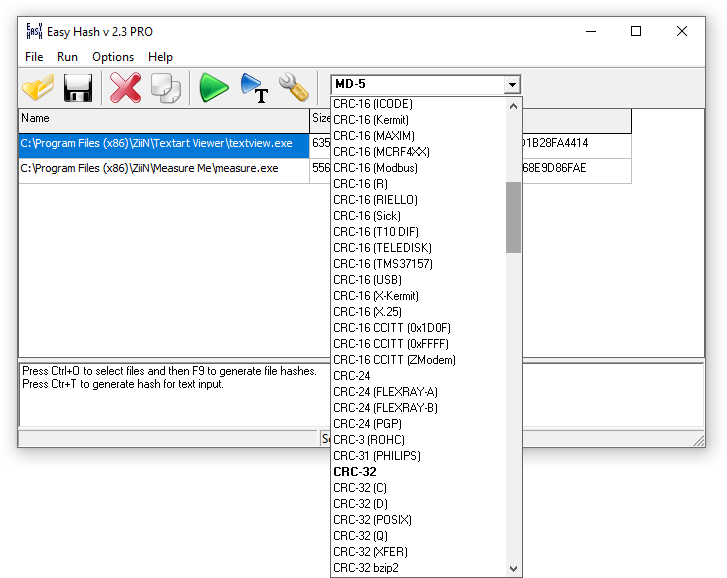 Easy Hash v 2.3 PRO
File Run Options Help
MD-5
Name
C:\Program Files (x86)\ZiiN\Textart Viewer\textview.exe 1B28FA4414
C:\Program Files (x86)\ZiiN\Measure Me\measure.exe 68E9D86FAE
CRC-16 (ICODE)
CRC-16 (Kermit)
CRC-16 (MAXIM)
CRC-16 (MCRF4XX)
CRC-16 (Modbus)
CRC-16 (R)
CRC-16 (RIELLO)
CRC-16 (Sick)
CRC-16 (T10 DIF)
CRC-16 (TELEDISK)
CRC-16 (TMS37157)
CRC-16 (USB)
CRC-16 (X-Kermit)
CRC-16 (X.25)
CRC-16 CCITT (0x1D0F)
CRC-16 CCITT (0xFFFF)
CRC-16 CCITT (ZModem)
CRC-24
CRC-24 (FLEXRAY-A)
CRC-24 (FLEXRAY-B)
CRC-24 (PGP)
CRC-3 (ROHC)
CRC-31 (PHILIPS)
CRC-32
CRC-32 (C)
CRC-32 (D)
CRC-32 (POSIX)
CRC-32 (Q)
CRC-32 (XFER)
CRC-32 bzip2
Press Ctrl+O to select files and then F9 to generate file hashes.
Press Ctr+T to generate hash for text input.